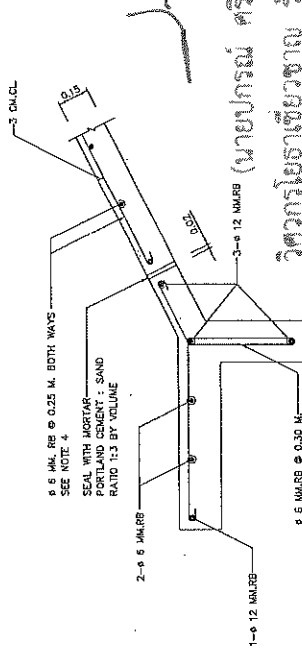 ø 6 MM. RB @ 0.25 M. BOTH WAYS
SEE NOTE 4
SEAL WITH MORTAR
PORTLAND CEMENT : SAND
RATIO 1:3 BY VOLUME
2-ø 6 MM.RB
1-ø 12 MM.RB
ø 6 MM.RB @ 0.30 M.
3-ø 12 MM.RB
0.02
0.15
3 CM.CL